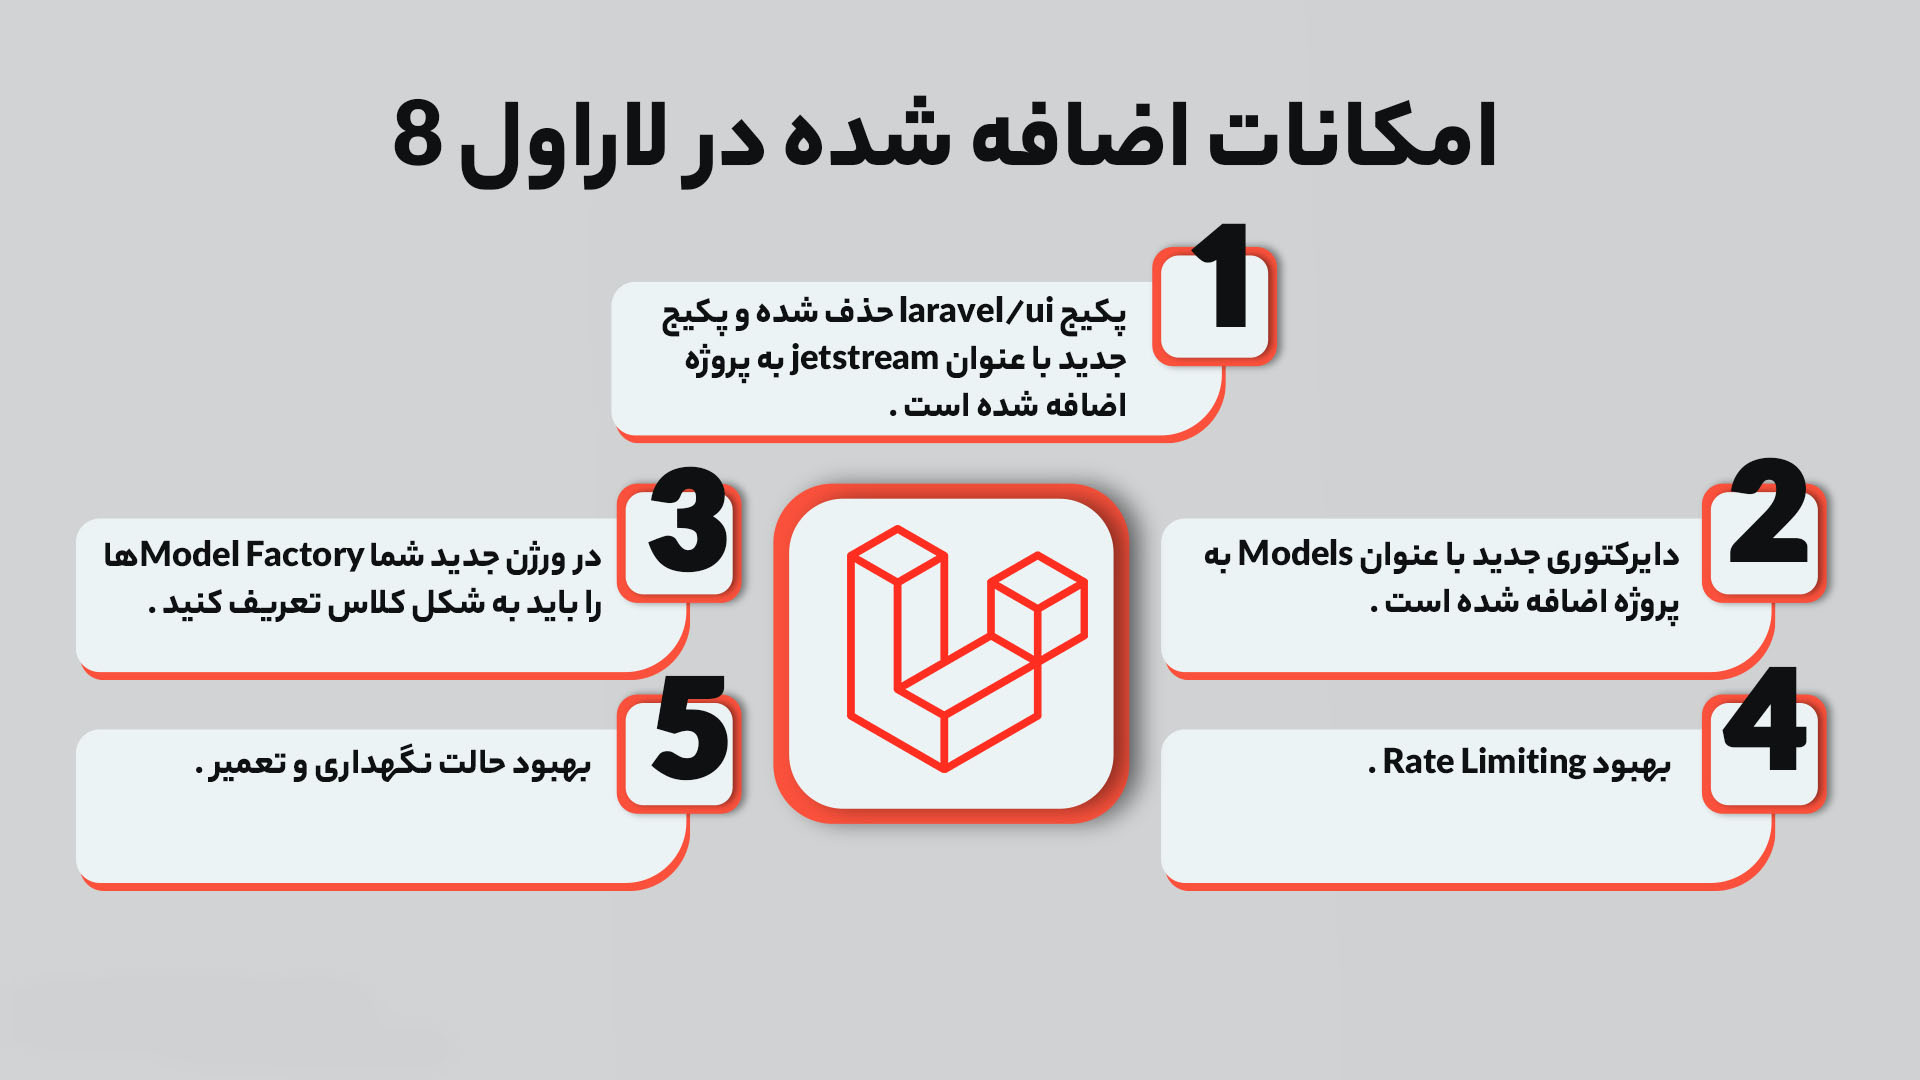 امکانات اضافه شده در لاراول 8
1
پکیج laravel/ui حذف شده و پکیج
جدید با عنوان jetstream به پروژه
اضافه شده است .
2
دایرکتوری جدید با عنوان Models به
پروژه اضافه شده است .
3
در ورژن جدید شما Model Factoryها
را باید به شکل کلاس تعریف کنید .
4
بهبود Rate Limiting .
5
بهبود حالت نگهداری و تعمیر .